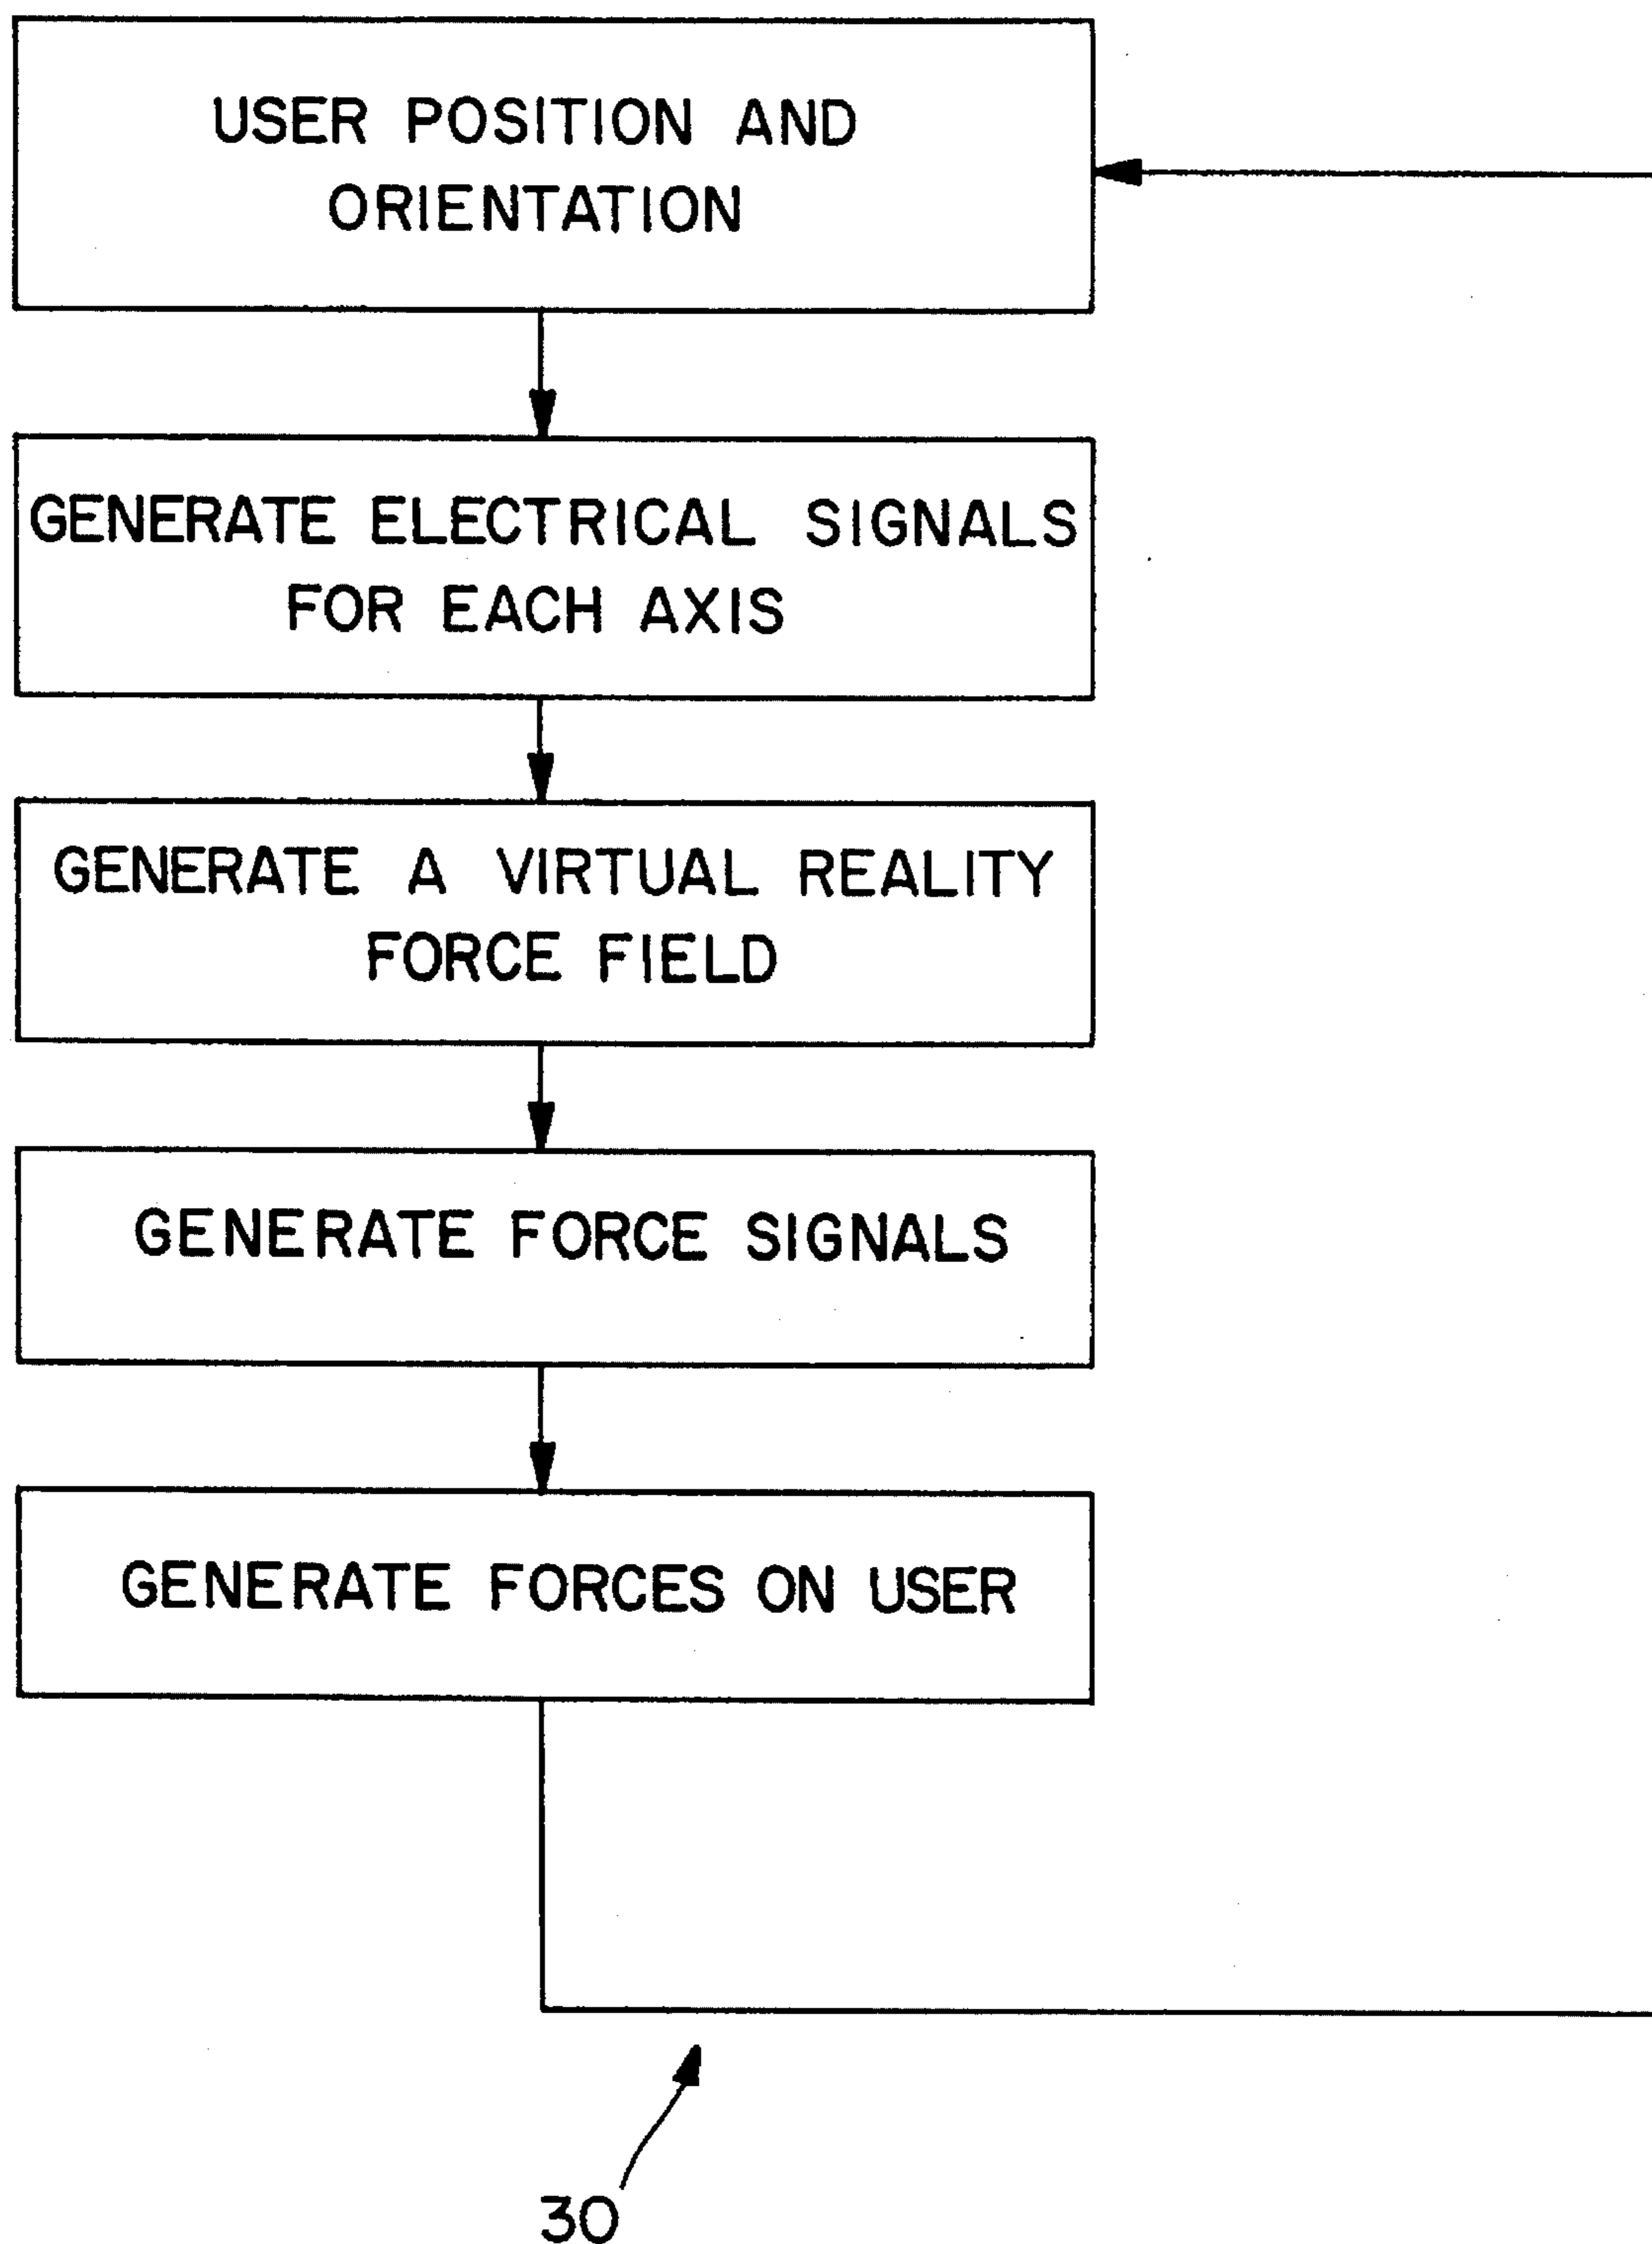 USER POSITION AND
ORIENTATION
GENERATE ELECTRICAL SIGNALS
FOR EACH AXIS
GENERATE A VIRTUAL REALITY
FORCE FIELD
GENERATE FORCE SIGNALS
GENERATE FORCES ON USER
30